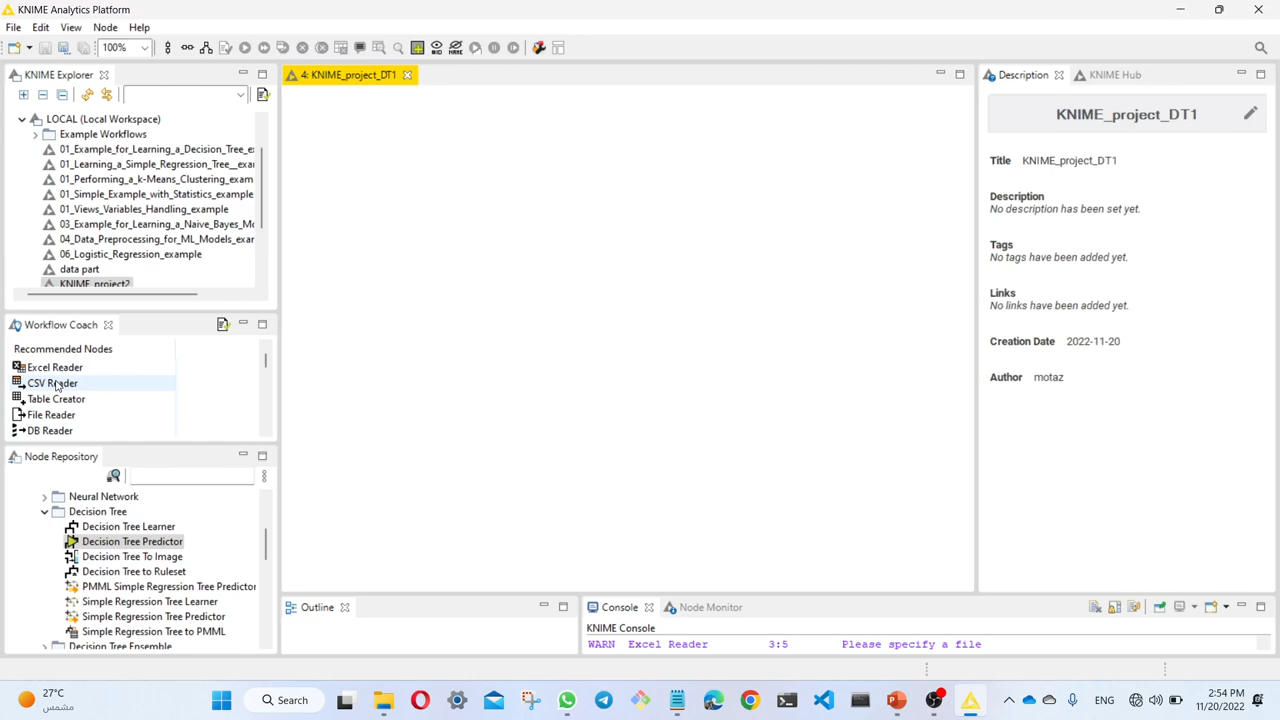 KNIME Analytics Platform
File Edit View Node Help
100%
KNIME Explorer
LOCAL (Local Workspace)
Example Workflows
01_Example_for_Learning_a_Decision_Tree_e
01_Learning_a_Simple_Regression_Tree__exa
01_Performing_a_k-Means_Clustering_exam
01_Simple_Example_with_Statistics_example
01_Views_Variables_Handling_example
03_Example_for_Learning_a_Naive_Bayes_Mo
04_Data_Preprocessing_for_ML_Models_exar
06_Logistic_Regression_example
data part
KNIME_project2
Workflow Coach
Recommended Nodes
Excel Reader
CSV Reader
Table Creator
File Reader
DB Reader
Node Repository
Neural Network
Decision Tree
Decision Tree Learner
Decision Tree Predictor
Decision Tree To Image
Decision Tree to Ruleset
PMML Simple Regression Tree Predictor
Simple Regression Tree Learner
Simple Regression Tree Predictor
Simple Regression Tree to PMML
Decision Tree Ensemble
4: KNIME_project_DT1
Outline
Console Node Monitor
KNIME Console
WARN Excel Reader 3:5 Please specify a file
Description KNIME Hub
KNIME_project_DT1
Title KNIME_project_DT1
Description
No description has been set yet.
Tags
No tags have been added yet.
Links
No links have been added yet.
Creation Date 2022-11-20
Author motaz
27°C
مشمس
Search
ENG
2:54 PM
11/20/2022